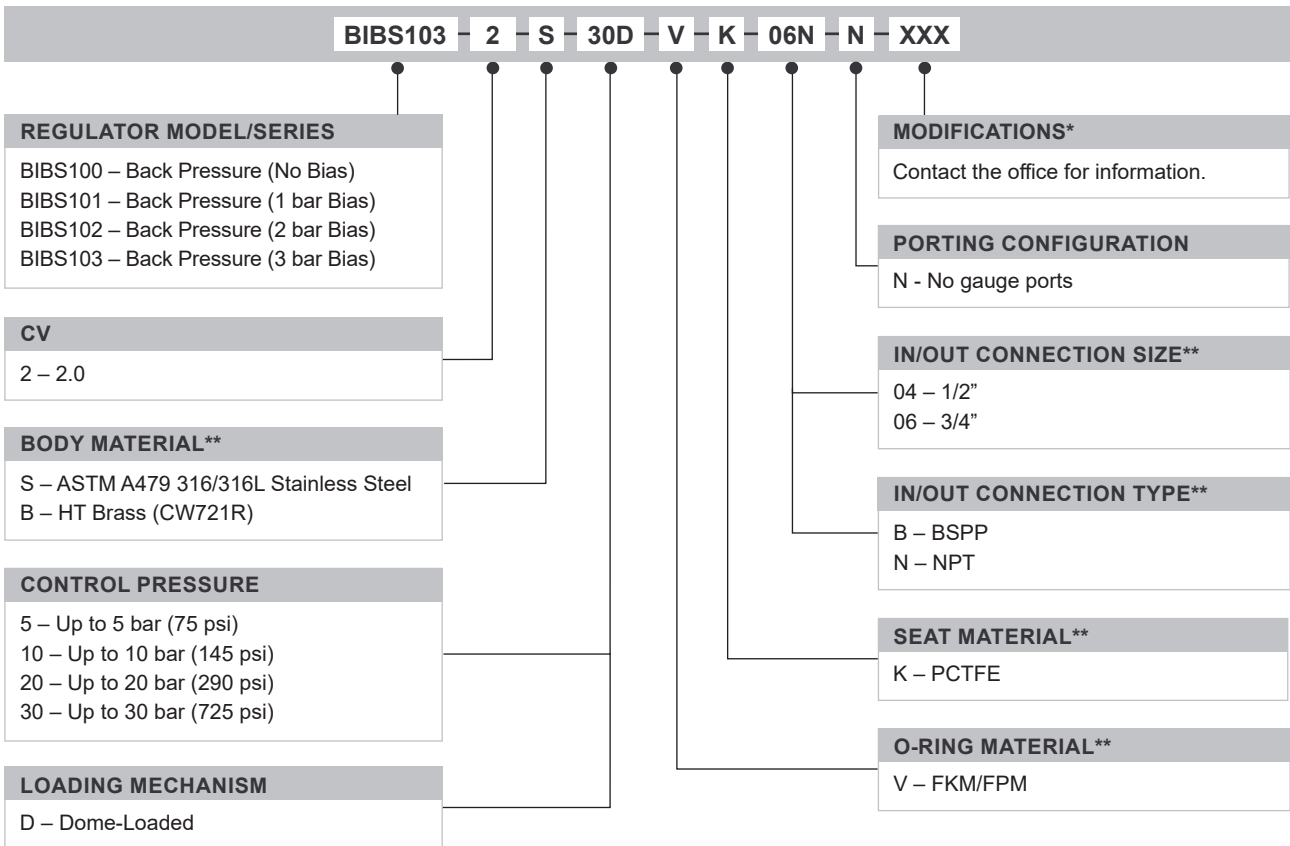 BIBS103 – 2 – S – 30D – V – K – 06N – N – XXX
REGULATOR MODEL/SERIES
BIBS100 – Back Pressure (No Bias)
BIBS101 – Back Pressure (1 bar Bias)
BIBS102 – Back Pressure (2 bar Bias)
BIBS103 – Back Pressure (3 bar Bias)
CV
2 – 2.0
BODY MATERIAL**
S – ASTM A479 316/316L Stainless Steel
B – HT Brass (CW721R)
CONTROL PRESSURE
5 – Up to 5 bar (75 psi)
10 – Up to 10 bar (145 psi)
20 – Up to 20 bar (290 psi)
30 – Up to 30 bar (725 psi)
LOADING MECHANISM
D – Dome-Loaded
MODIFICATIONS*
Contact the office for information.
PORTING CONFIGURATION
N - No gauge ports
IN/OUT CONNECTION SIZE**
04 – 1/2”
06 – 3/4”
IN/OUT CONNECTION TYPE**
B – BSPP
N – NPT
SEAT MATERIAL**
K – PCTFE
O-RING MATERIAL**
V – FKM/FPM